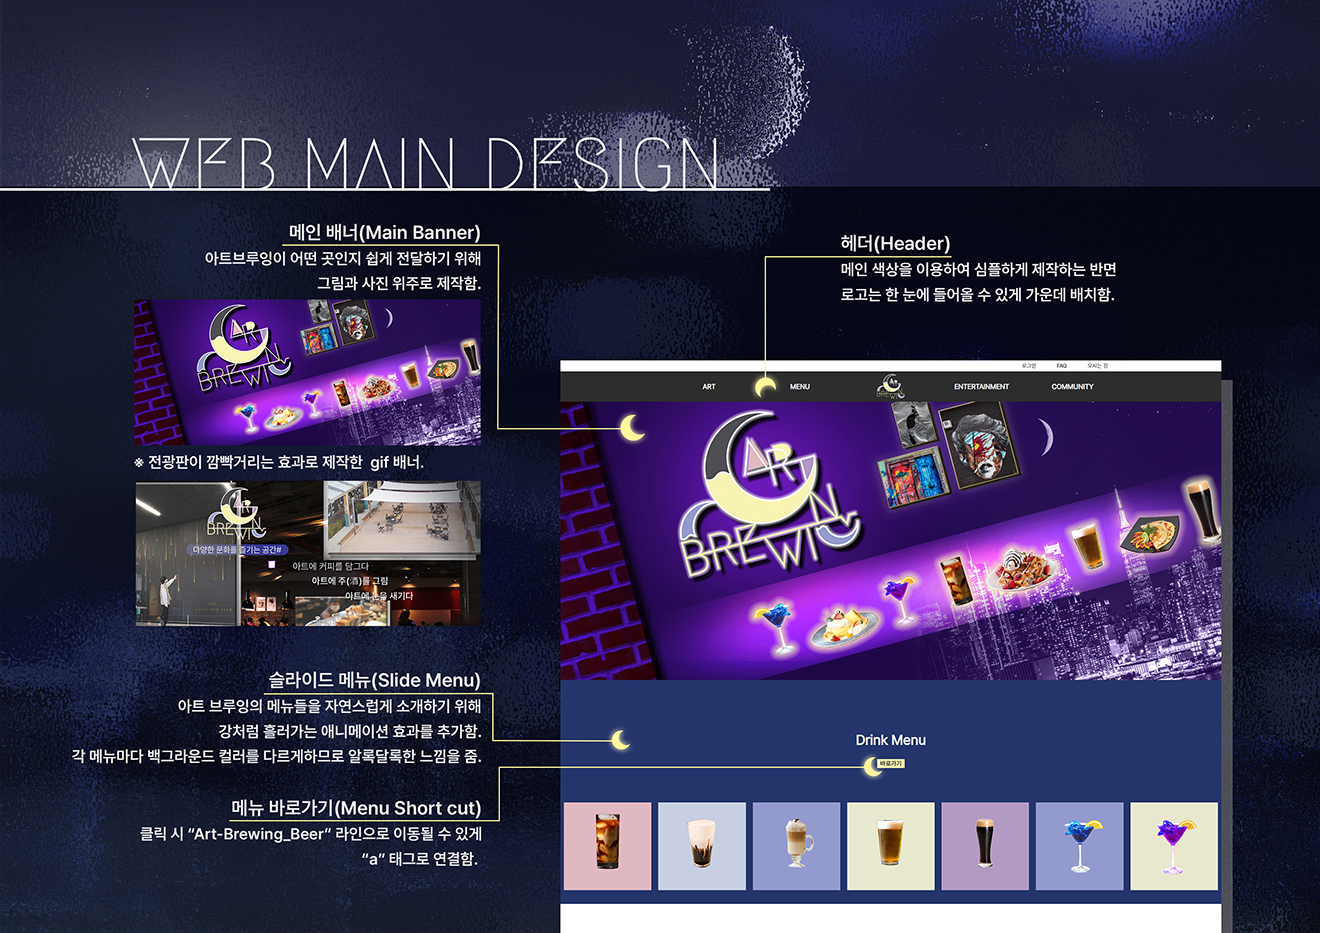 WEB MAIN DESIGN
메인 배너(Main Banner)
아트브루잉이 어떤 곳인지 쉽게 전달하기 위해
그림과 사진 위주로 제작함.
ART
BREWING
※ 전광판이 깜빡거리는 효과로 제작한 gif 배너.
ART
BREWING
다양한 문화를 즐기는 공간#
아트에 커피를 담그다
아트에 주(酒)를 그림
아트에 눈을 새기다
슬라이드 메뉴(Slide Menu)
아트 브루잉의 메뉴들을 자연스럽게 소개하기 위해
강처럼 흘러가는 애니메이션 효과를 추가함.
각 메뉴마다 백그라운드 컬러를 다르게하므로 알록달록한 느낌을 줌.
메뉴 바로가기(Menu Short cut)
클릭 시 “Art-Brewing_Beer” 라인으로 이동될 수 있게
“a” 태그로 연결함.
헤더(Header)
메인 색상을 이용하여 심플하게 제작하는 반면
로고는 한 눈에 들어올 수 있게 가운데 배치함.
로그인 FAQ 오시는 길
ART MENU ART BREWING ENTERTAINMENT COMMUNITY
ART
BREWING
Drink Menu
바로가기